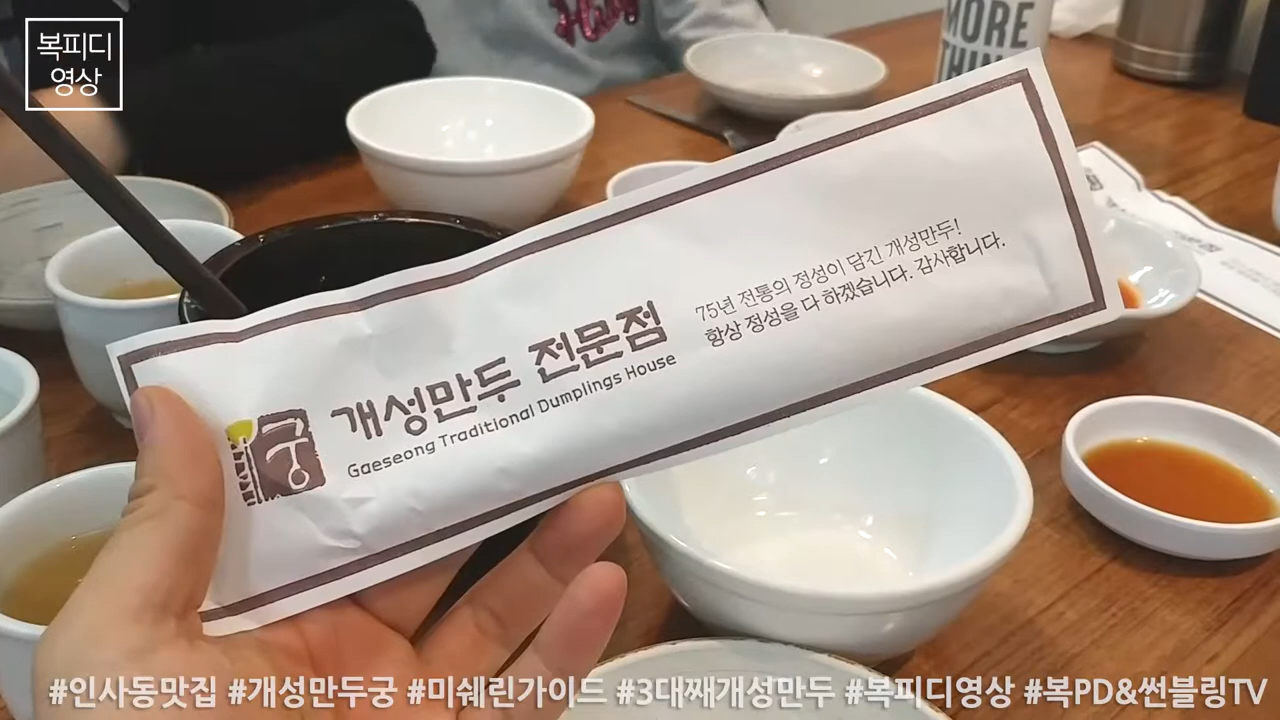 복피디
영상
MORE
THIN
75년 전통의 정성이 담긴 개성만두!
항상 정성을 다 하겠습니다. 감사합니다.
궁
개성만두 전문점
Gaeseong Traditional Dumplings House
#인사동맛집 #개성만두궁 #미쉐린가이드 #3대째개성만두 #복피디영상 #복PD&썬블링TV